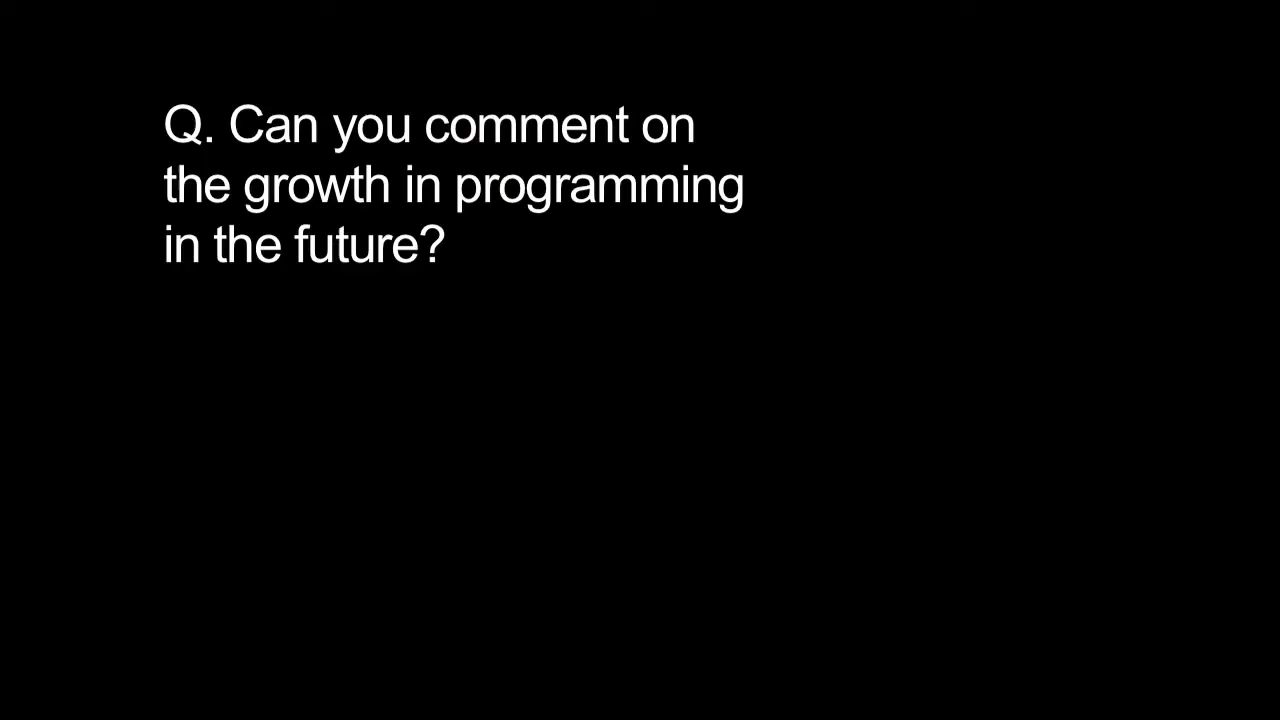 Q. Can you comment on
the growth in programming
in the future?